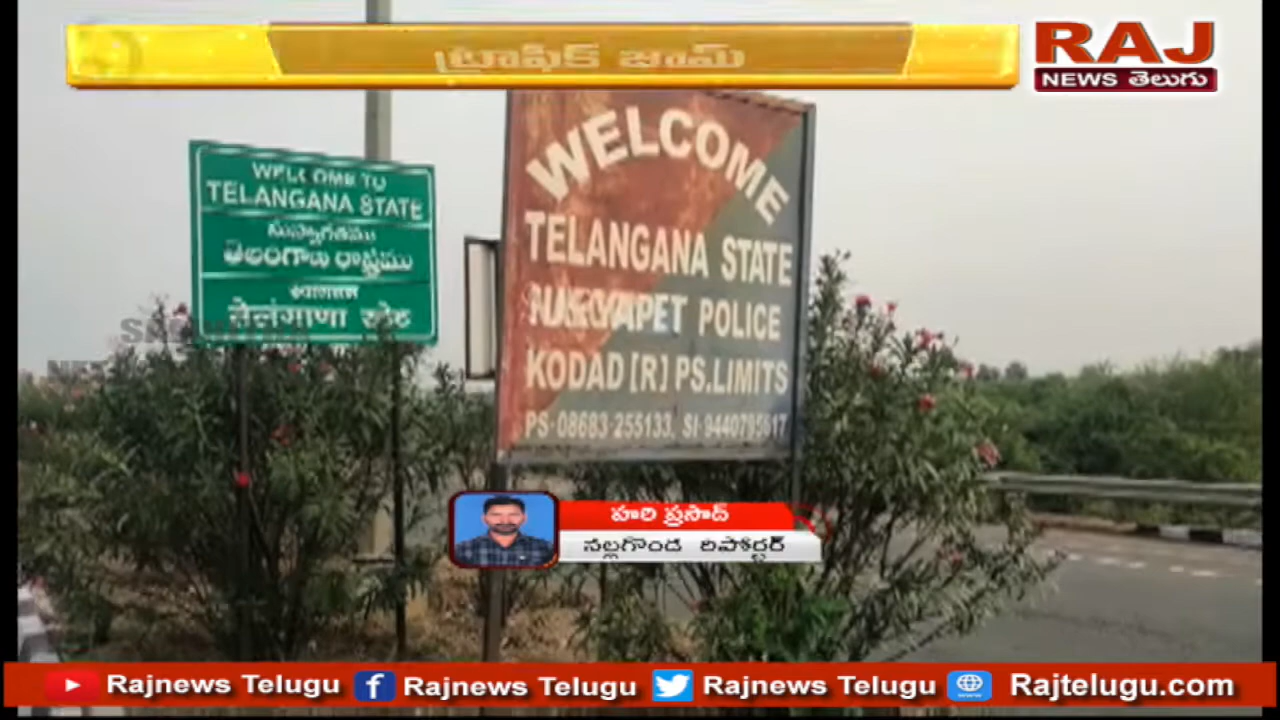 ట్రాఫిక్ జామ్
RAJ
NEWS తెలుగు
WELCOME TO
TELANGANA STATE
సుస్వాగతము
తెలంగాణ రాష్ట్రము
तेलंगाणा
WELCOME
TELANGANA STATE
POLICE
KODAD [R] PS.LIMITS
PS-08683 255133, SI-9440795617
హరి ప్రసాద్
నల్లగొండ రిపోర్టర్
Rajnews Telugu
Rajnews Telugu
Rajnews Telugu
Rajtelugu.com